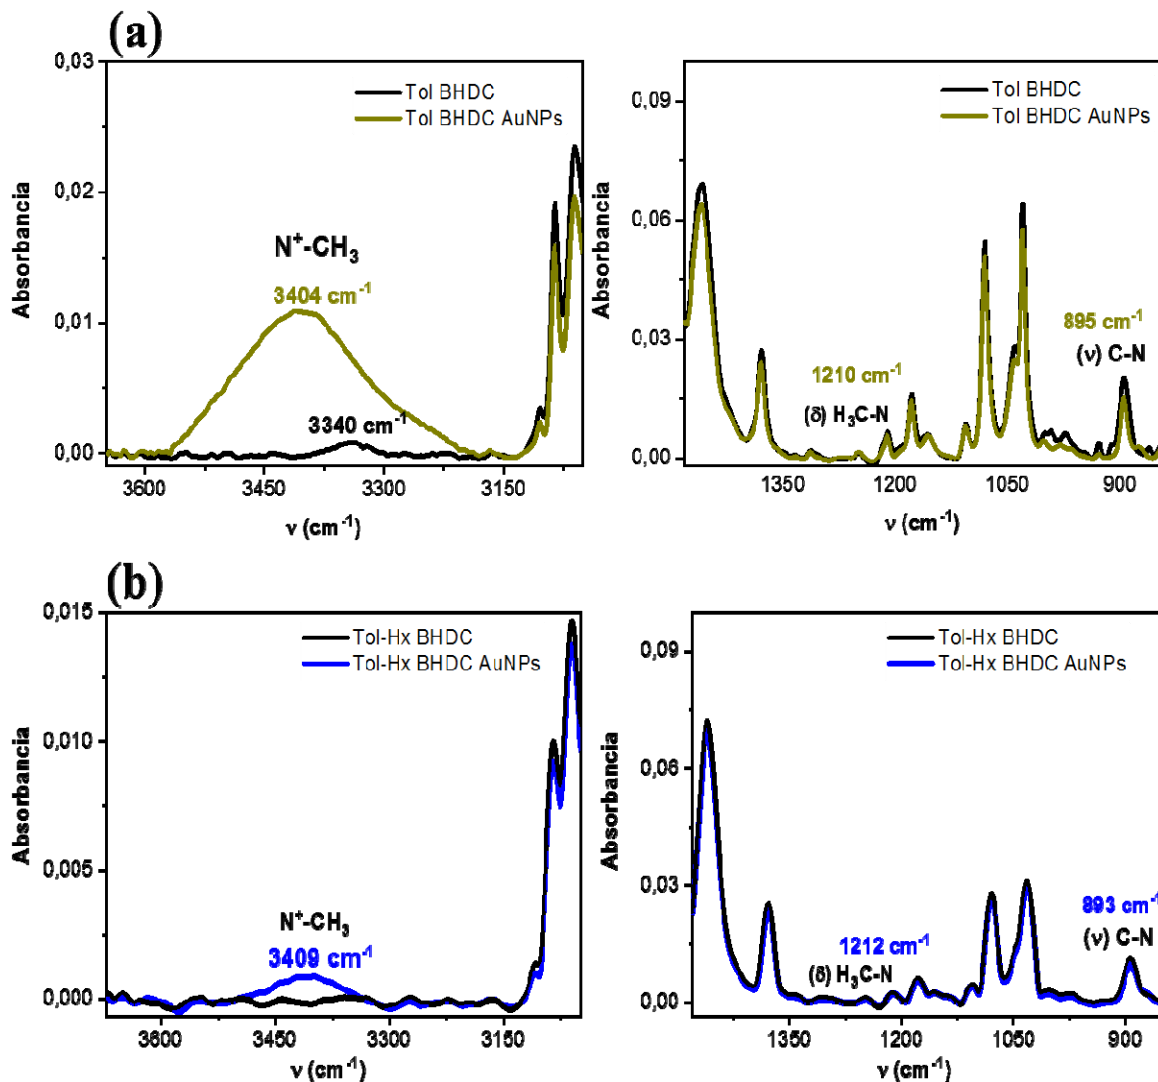 (a)
0,03
0,02
0,01
0,00
Absorbancia
Tol BHDC
Tol BHDC AuNPs
N⁺-CH₃
3404 cm⁻¹
3340 cm⁻¹
3600 3450 3300 3150
ν (cm⁻¹)
0,09
0,06
0,03
0,00
Absorbancia
Tol BHDC
Tol BHDC AuNPs
895 cm⁻¹
(ν) C-N
1210 cm⁻¹
(δ) H₃C-N
1350 1200 1050 900
ν (cm⁻¹)
(b)
0,015
0,010
0,005
0,000
Absorbancia
Tol-Hx BHDC
Tol-Hx BHDC AuNPs
N⁺-CH₃
3409 cm⁻¹
3600 3450 3300 3150
ν (cm⁻¹)
0,09
0,06
0,03
0,00
Absorbancia
Tol-Hx BHDC
Tol-Hx BHDC AuNPs
893 cm⁻¹
(ν) C-N
1212 cm⁻¹
(δ) H₃C-N
1350 1200 1050 900
ν (cm⁻¹)